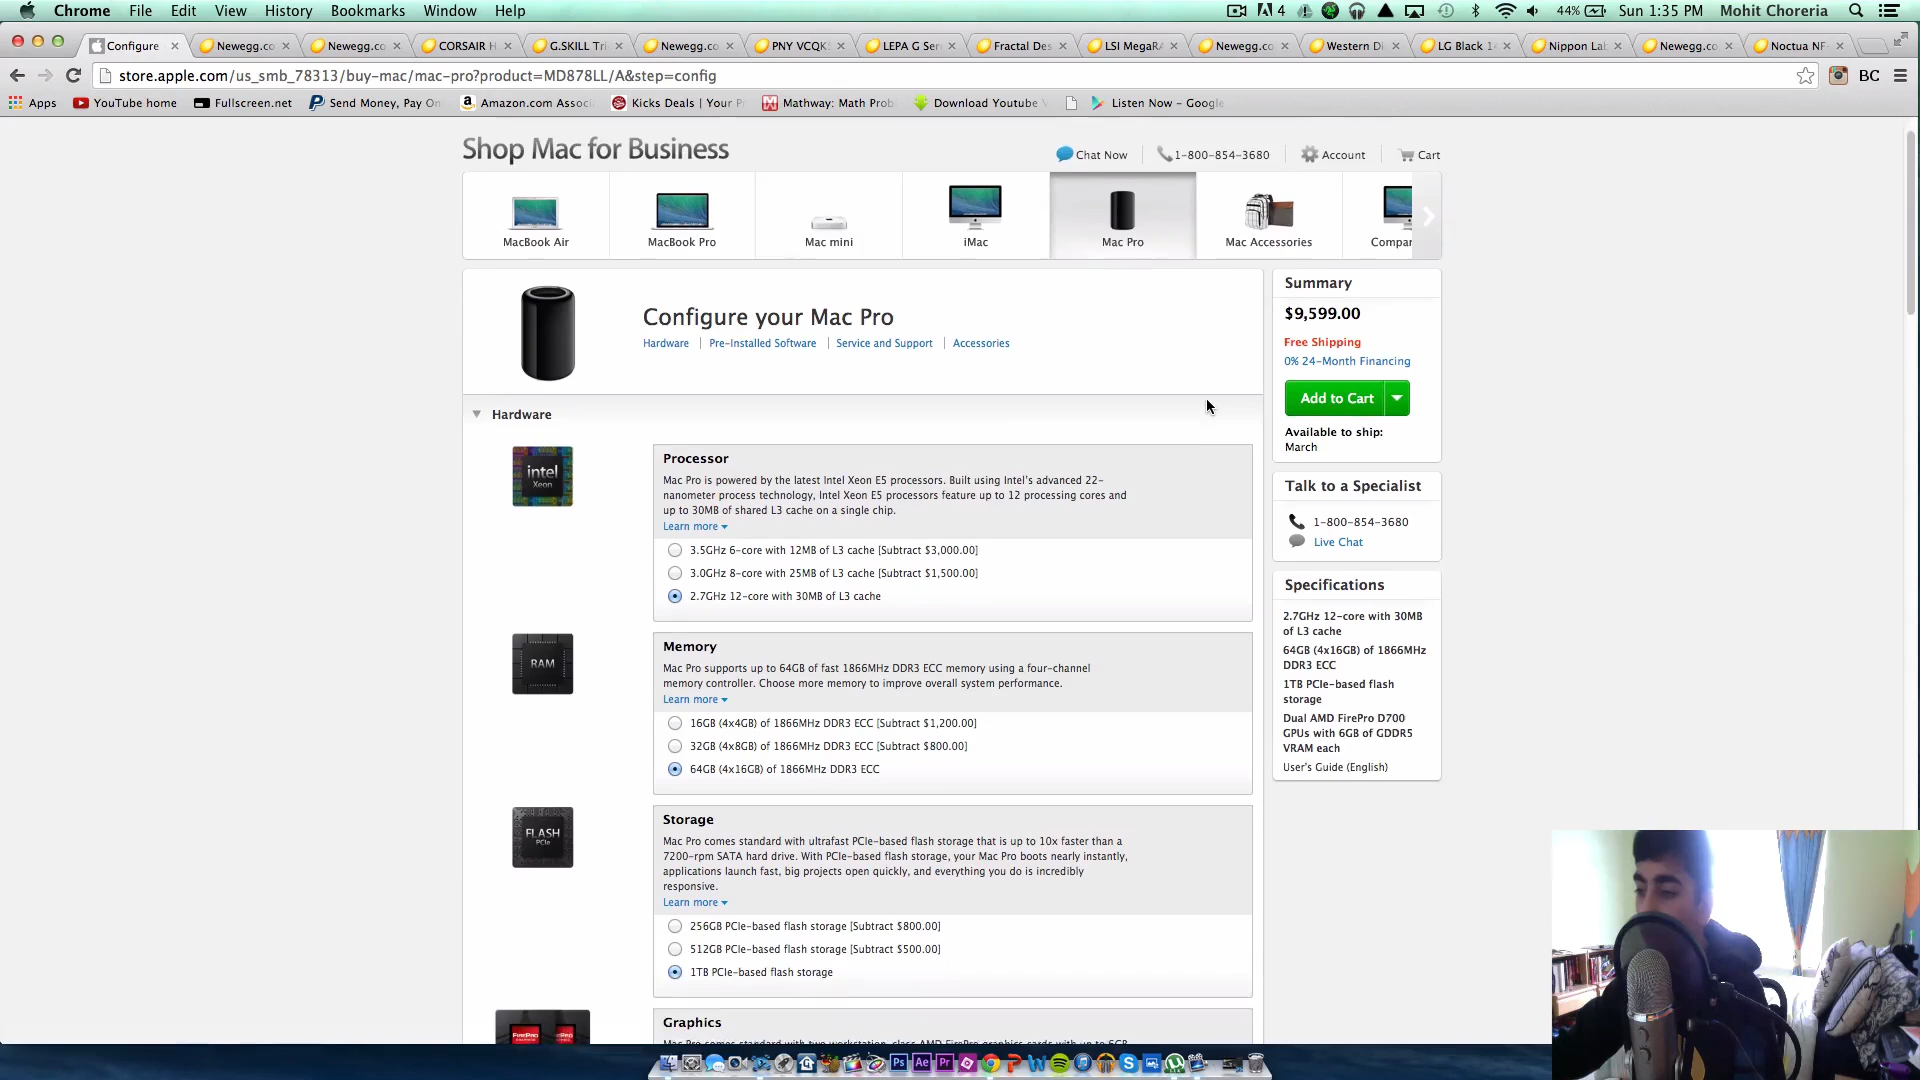 Chrome File Edit View History Bookmarks Window Help 4 44% Sun 1:35 PM Mohit Choreria
Configure Newegg.co Newegg.co CORSAIR H G.SKILL Tri Newegg.co PNY VCQK LEPA G Ser Fractal Des LSI MegaRA Newegg.co Western Di LG Black 1 Nippon Lab Newegg.co Noctua NF-
store.apple.com/us_smb_78313/buy-mac/mac-pro?product=MD878LL/A&step=config BC
Apps YouTube home Fullscreen.net Send Money, Pay On Amazon.com Assoc Kicks Deals | Your P Mathway: Math Prob Download Youtube Listen Now – Google
Shop Mac for Business
Chat Now 1-800-854-3680 Account Cart
MacBook Air MacBook Pro Mac mini iMac Mac Pro Mac Accessories Compar
Configure your Mac Pro
Hardware Pre-Installed Software Service and Support Accessories
Hardware
intel
Xeon
Processor
Mac Pro is powered by the latest Intel Xeon E5 processors. Built using Intel's advanced 22-
nanometer process technology, Intel Xeon E5 processors feature up to 12 processing cores and
up to 30MB of shared L3 cache on a single chip.
Learn more
3.5GHz 6-core with 12MB of L3 cache [Subtract $3,000.00]
3.0GHz 8-core with 25MB of L3 cache [Subtract $1,500.00]
2.7GHz 12-core with 30MB of L3 cache
RAM
Memory
Mac Pro supports up to 64GB of fast 1866MHz DDR3 ECC memory using a four-channel
memory controller. Choose more memory to improve overall system performance.
Learn more
16GB (4x4GB) of 1866MHz DDR3 ECC [Subtract $1,200.00]
32GB (4x8GB) of 1866MHz DDR3 ECC [Subtract $800.00]
64GB (4x16GB) of 1866MHz DDR3 ECC
FLASH
PCIe
Storage
Mac Pro comes standard with ultrafast PCIe-based flash storage that is up to 10x faster than a
7200-rpm SATA hard drive. With PCIe-based flash storage, your Mac Pro boots nearly instantly,
applications launch fast, big projects open quickly, and everything you do is incredibly
responsive.
Learn more
256GB PCIe-based flash storage [Subtract $800.00]
512GB PCIe-based flash storage [Subtract $500.00]
1TB PCIe-based flash storage
Graphics
Summary
$9,599.00
Free Shipping
0% 24-Month Financing
Add to Cart
Available to ship:
March
Talk to a Specialist
1-800-854-3680
Live Chat
Specifications
2.7GHz 12-core with 30MB
of L3 cache
64GB (4x16GB) of 1866MHz
DDR3 ECC
1TB PCIe-based flash
storage
Dual AMD FirePro D700
GPUs with 6GB of GDDR5
VRAM each
User's Guide (English)
Ps Ae Pr